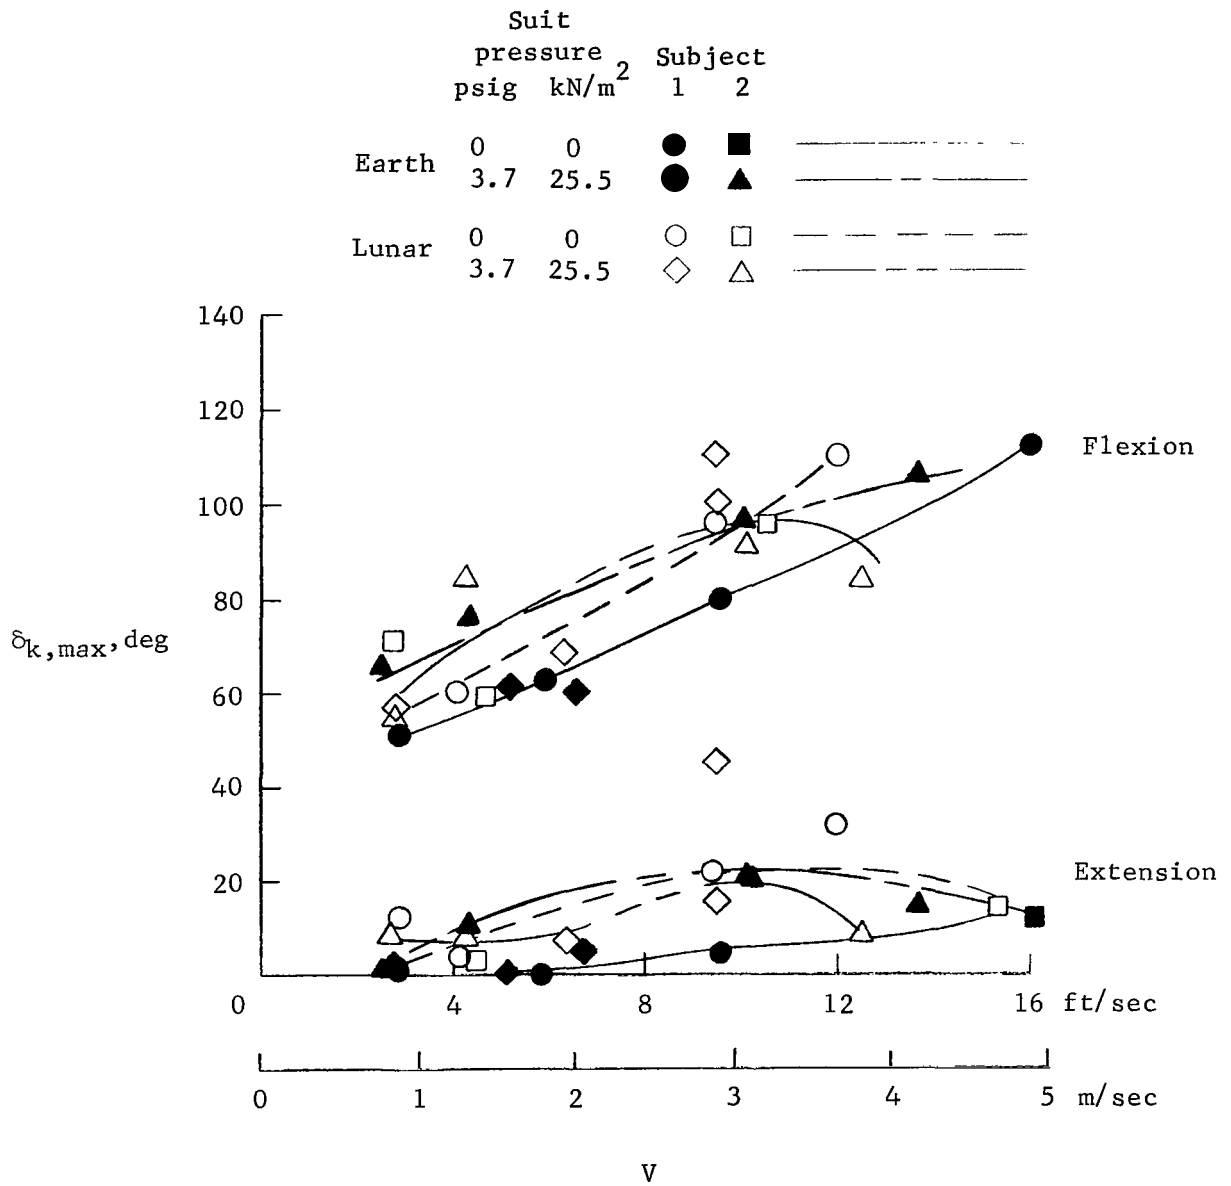 Suit
pressure Subject
psig kN/m² 1 2
Earth 0 0
3.7 25.5
Lunar 0 0
3.7 25.5
140
120
Flexion
100
80
δk,max, deg
60
40
Extension
20
0 4 8 12 16 ft/sec
0 1 2 3 4 5 m/sec
V